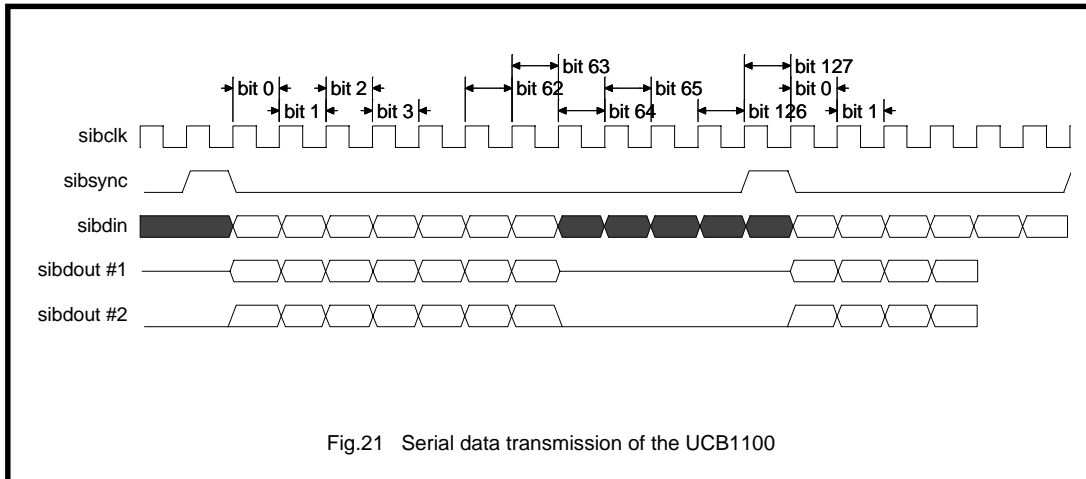 bit 63
bit 127
bit 0
bit 2
bit 62
bit 65
bit 0
bit 1
bit 3
bit 64
bit 126
bit 1
sibclk
sibsync
sibdin
sibdout #1
sibdout #2
Fig.21 Serial data transmission of the UCB1100